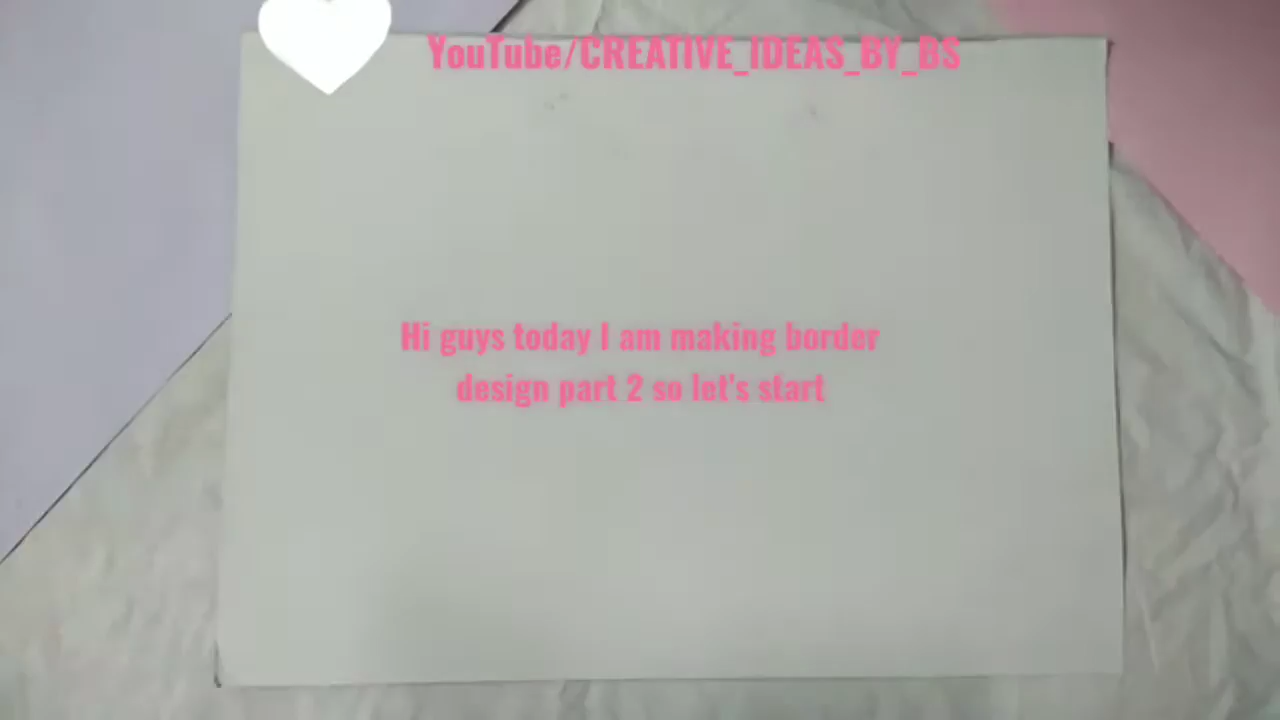 YouTube/CREATIVE_IDEAS_BY_BS
Hi guys today I am making border
design part 2 so let's start